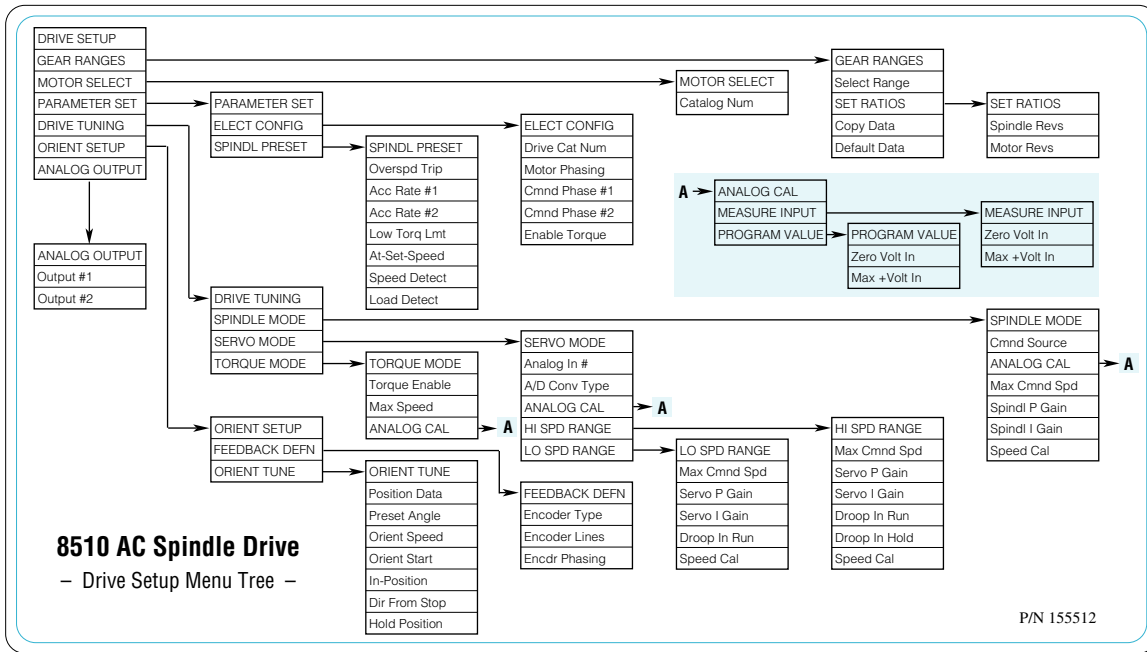 DRIVE SETUP
GEAR RANGES
MOTOR SELECT
PARAMETER SET
DRIVE TUNING
ORIENT SETUP
ANALOG OUTPUT
ANALOG OUTPUT
Output #1
Output #2
PARAMETER SET
ELECT CONFIG
SPINDL PRESET
SPINDL PRESET
Overspd Trip
Acc Rate #1
Acc Rate #2
Low Torq Lmt
At-Set-Speed
Speed Detect
Load Detect
ELECT CONFIG
Drive Cat Num
Motor Phasing
Cmnd Phase #1
Cmnd Phase #2
Enable Torque
MOTOR SELECT
Catalog Num
GEAR RANGES
Select Range
SET RATIOS
Copy Data
Default Data
SET RATIOS
Spindle Revs
Motor Revs
A
ANALOG CAL
MEASURE INPUT
PROGRAM VALUE
PROGRAM VALUE
Zero Volt In
Max +Volt In
MEASURE INPUT
Zero Volt In
Max +Volt In
DRIVE TUNING
SPINDLE MODE
SERVO MODE
TORQUE MODE
TORQUE MODE
Torque Enable
Max Speed
ANALOG CAL
A
SERVO MODE
Analog In #
A/D Conv Type
ANALOG CAL
HI SPD RANGE
LO SPD RANGE
A
LO SPD RANGE
Max Cmnd Spd
Servo P Gain
Servo I Gain
Droop In Run
Speed Cal
HI SPD RANGE
Max Cmnd Spd
Servo P Gain
Servo I Gain
Droop In Run
Droop In Hold
Speed Cal
SPINDLE MODE
Cmnd Source
ANALOG CAL
Max Cmnd Spd
Spindl P Gain
Spindl I Gain
Speed Cal
A
ORIENT SETUP
FEEDBACK DEFN
ORIENT TUNE
ORIENT TUNE
Position Data
Preset Angle
Orient Speed
Orient Start
In-Position
Dir From Stop
Hold Position
FEEDBACK DEFN
Encoder Type
Encoder Lines
Encdr Phasing
8510 AC Spindle Drive
– Drive Setup Menu Tree –
P/N 155512